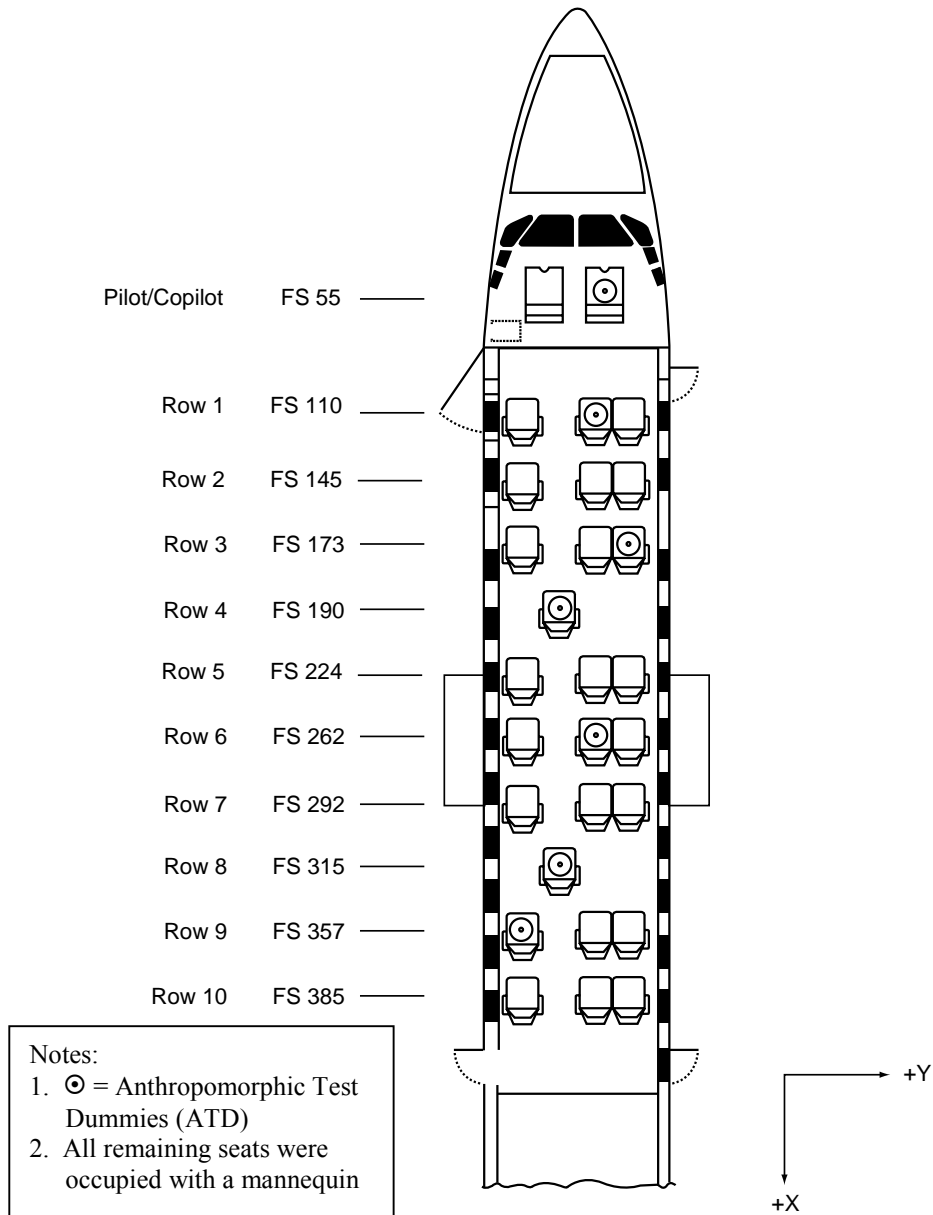 Pilot/Copilot FS 55
Row 1 FS 110
Row 2 FS 145
Row 3 FS 173
Row 4 FS 190
Row 5 FS 224
Row 6 FS 262
Row 7 FS 292
Row 8 FS 315
Row 9 FS 357
Row 10 FS 385
Notes:
1. ☉ = Anthropomorphic Test
Dummies (ATD)
2. All remaining seats were
occupied with a mannequin
+Y
+X